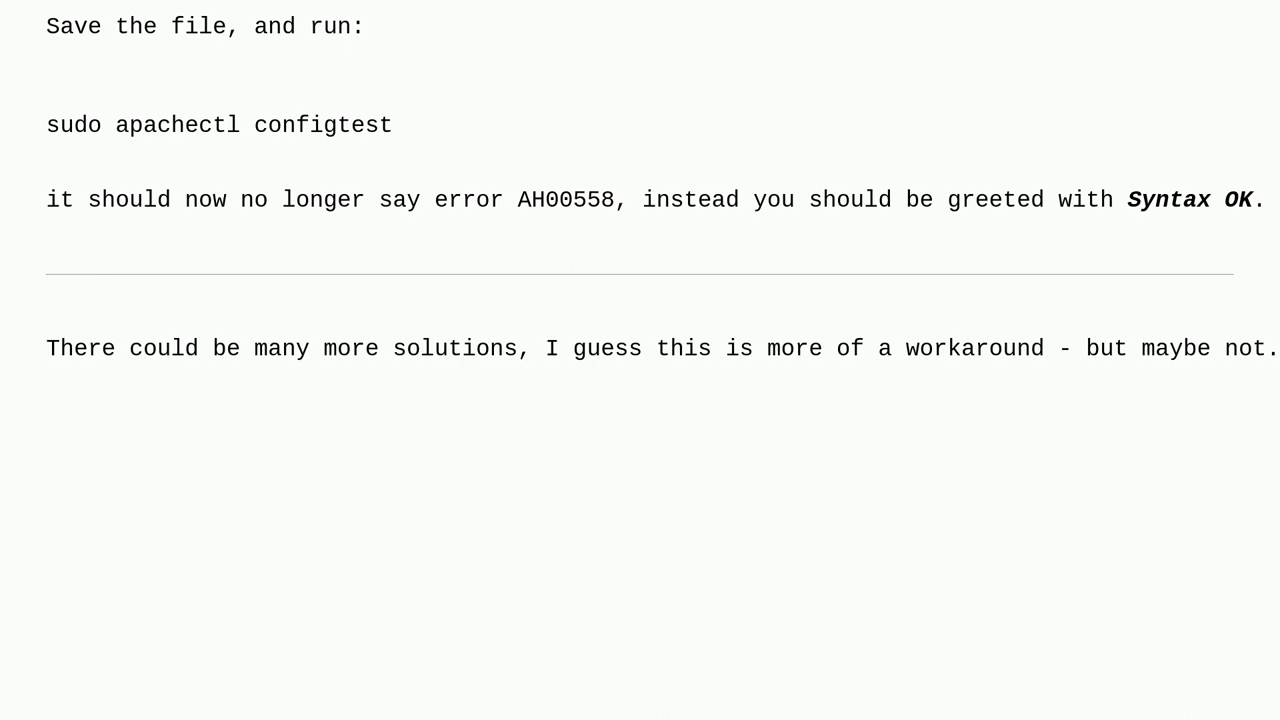 Save the file, and run:
sudo apachectl configtest
it should now no longer say error AH00558, instead you should be greeted with Syntax OK.
There could be many more solutions, I guess this is more of a workaround - but maybe not.